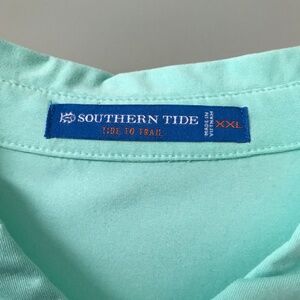 SOUTHERN TIDE
TIDE TO TRAIL
MADE IN
VIETNAM
XXL